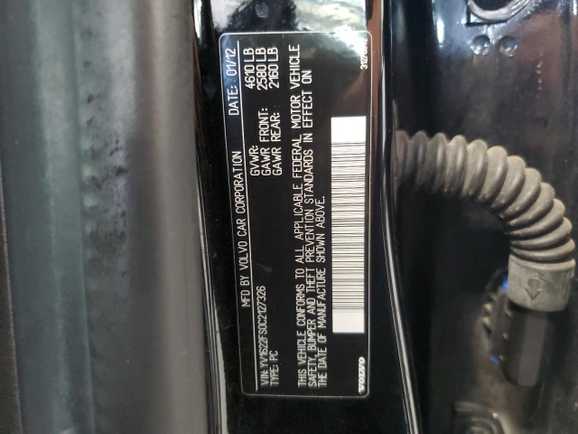 MFD BY VOLVO CAR CORPORATION DATE: 01/12
GVWR: 4610 LB
GAWR FRONT: 2580 LB
GAWR REAR: 2160 LB
VIN: YV1622FS0C2127326
TYPE: PC
THIS VEHICLE CONFORMS TO ALL APPLICABLE FEDERAL MOTOR VEHICLE
SAFETY, BUMPER AND THEFT PREVENTION STANDARDS IN EFFECT ON
THE DATE OF MANUFACTURE SHOWN ABOVE.
VOLVO